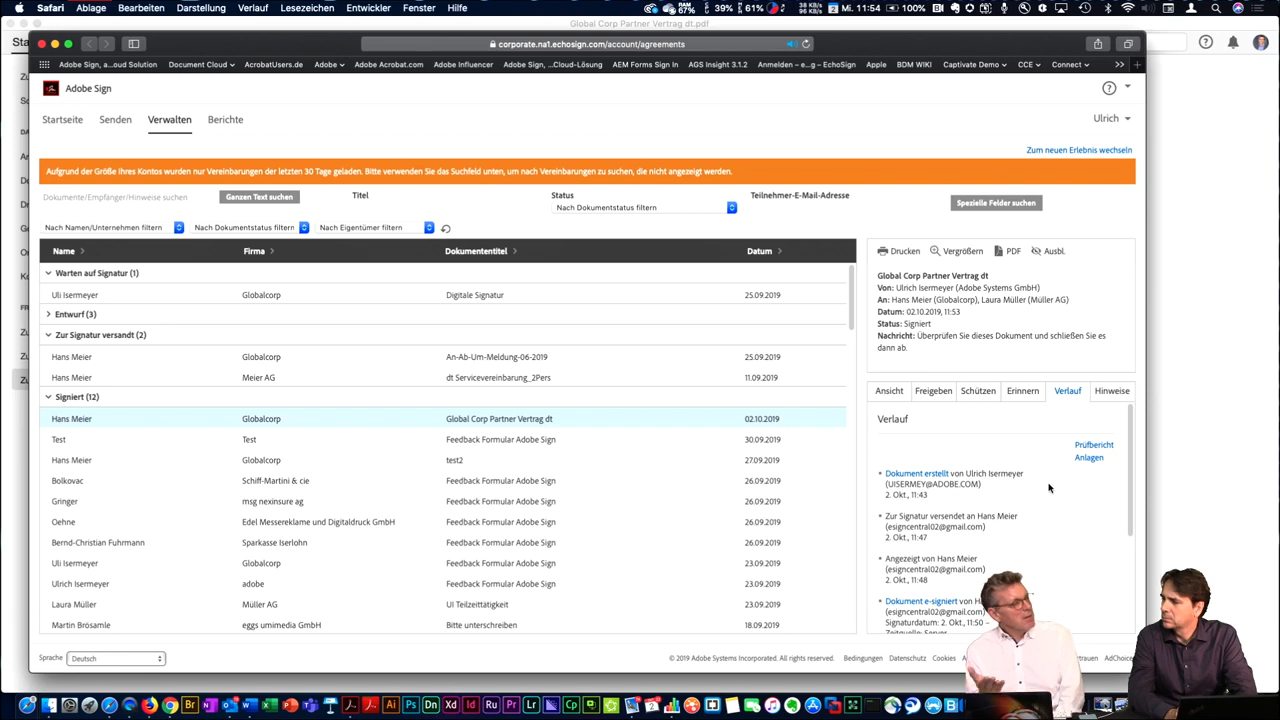 Safari Ablage Bearbeiten Darstellung Verlauf Lesezeichen Entwickler Fenster Hilfe
RAM 67% 39% 61% 38 KB/s 96 KB/s Mi 11:54 100%
Global Corp Partner Vertrag dt.pdf
corporate.na1.echosign.com/account/agreements
Adobe Sign, a...oud Solution Document Cloud AcrobatUsers.de Adobe Adobe Acrobat.com Adobe Influencer Adobe Sign, ...Cloud-Lösung AEM Forms Sign In AGS Insight 3.1.2 Anmelden – e...g – EchoSign Apple BDM WIKI Captivate Demo CCE Connect
Adobe Sign
Startseite Senden Verwalten Berichte
Ulrich
Zum neuen Erlebnis wechseln
Aufgrund der Größe Ihres Kontos wurden nur Vereinbarungen der letzten 30 Tage geladen. Bitte verwenden Sie das Suchfeld unten, um nach Vereinbarungen zu suchen, die nicht angezeigt werden.
Dokumente/Empfänger/Hinweise suchen Ganzen Text suchen Titel Status Teilnehmer-E-Mail-Adresse
Nach Dokumentstatus filtern Spezielle Felder suchen
Nach Namen/Unternehmen filtern Nach Dokumentstatus filtern Nach Eigentümer filtern
Name Firma Dokumententitel Datum
Warten auf Signatur (1)
Uli Isermeyer Globalcorp Digitale Signatur 25.09.2019
Entwurf (3)
Zur Signatur versandt (2)
Hans Meier Globalcorp An-Ab-Um-Meldung-06-2019 25.09.2019
Hans Meier Meier AG dt Servicevereinbarung_2Pers 11.09.2019
Signiert (12)
Hans Meier Globalcorp Global Corp Partner Vertrag dt 02.10.2019
Test Test Feedback Formular Adobe Sign 30.09.2019
Hans Meier Globalcorp test2 27.09.2019
Bolkovac Schiff-Martini & cie Feedback Formular Adobe Sign 26.09.2019
Gringer msg nexinsure ag Feedback Formular Adobe Sign 26.09.2019
Oehne Edel Messereklame und Digitaldruck GmbH Feedback Formular Adobe Sign 26.09.2019
Bernd-Christian Fuhrmann Sparkasse Iserlohn Feedback Formular Adobe Sign 26.09.2019
Uli Isermeyer Globalcorp Feedback Formular Adobe Sign 23.09.2019
Ulrich Isermeyer adobe Feedback Formular Adobe Sign 23.09.2019
Laura Müller Müller AG UI Teilzeittätigkeit 23.09.2019
Martin Brösamle eggs umimedia GmbH Bitte unterschreiben 18.09.2019
Drucken Vergrößern PDF Ausbl.
Global Corp Partner Vertrag dt
Von: Ulrich Isermeyer (Adobe Systems GmbH)
An: Hans Meier (Globalcorp), Laura Müller (Müller AG)
Datum: 02.10.2019, 11:53
Status: Signiert
Nachricht: Überprüfen Sie dieses Dokument und schließen Sie es
dann ab.
Ansicht Freigeben Schützen Erinnern Verlauf Hinweise
Verlauf
Prüfbericht
Anlagen
Dokument erstellt von Ulrich Isermeyer
(UISERMEY@ADOBE.COM)
2. Okt., 11:43
Zur Signatur versendet an Hans Meier
(esigncentral02@gmail.com)
2. Okt., 11:47
Angezeigt von Hans Meier
(esigncentral02@gmail.com)
2. Okt., 11:48
Dokument e-signiert von
(esigncentral02@gmail.com)
Signaturdatum: 2. Okt., 11:50 –
Zeitquelle: Server
Sprache Deutsch
© 2019 Adobe Systems Incorporated. All rights reserved. Bedingungen Datenschutz Cookies AdChoices